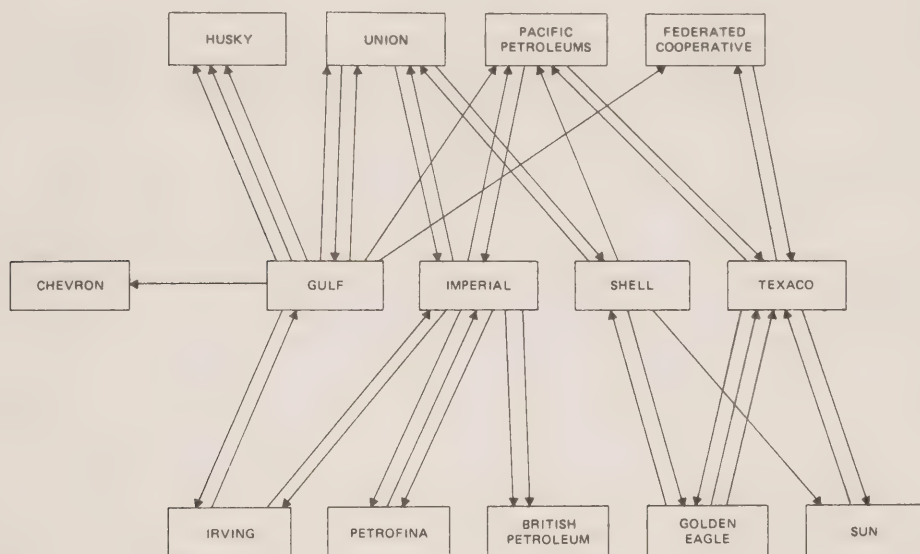 HUSKY
UNION
PACIFIC
PETROLEUMS
FEDERATED
COOPERATIVE
CHEVRON
GULF
IMPERIAL
SHELL
TEXACO
IRVING
PETROFINA
BRITISH
PETROLEUM
GOLDEN
EAGLE
SUN